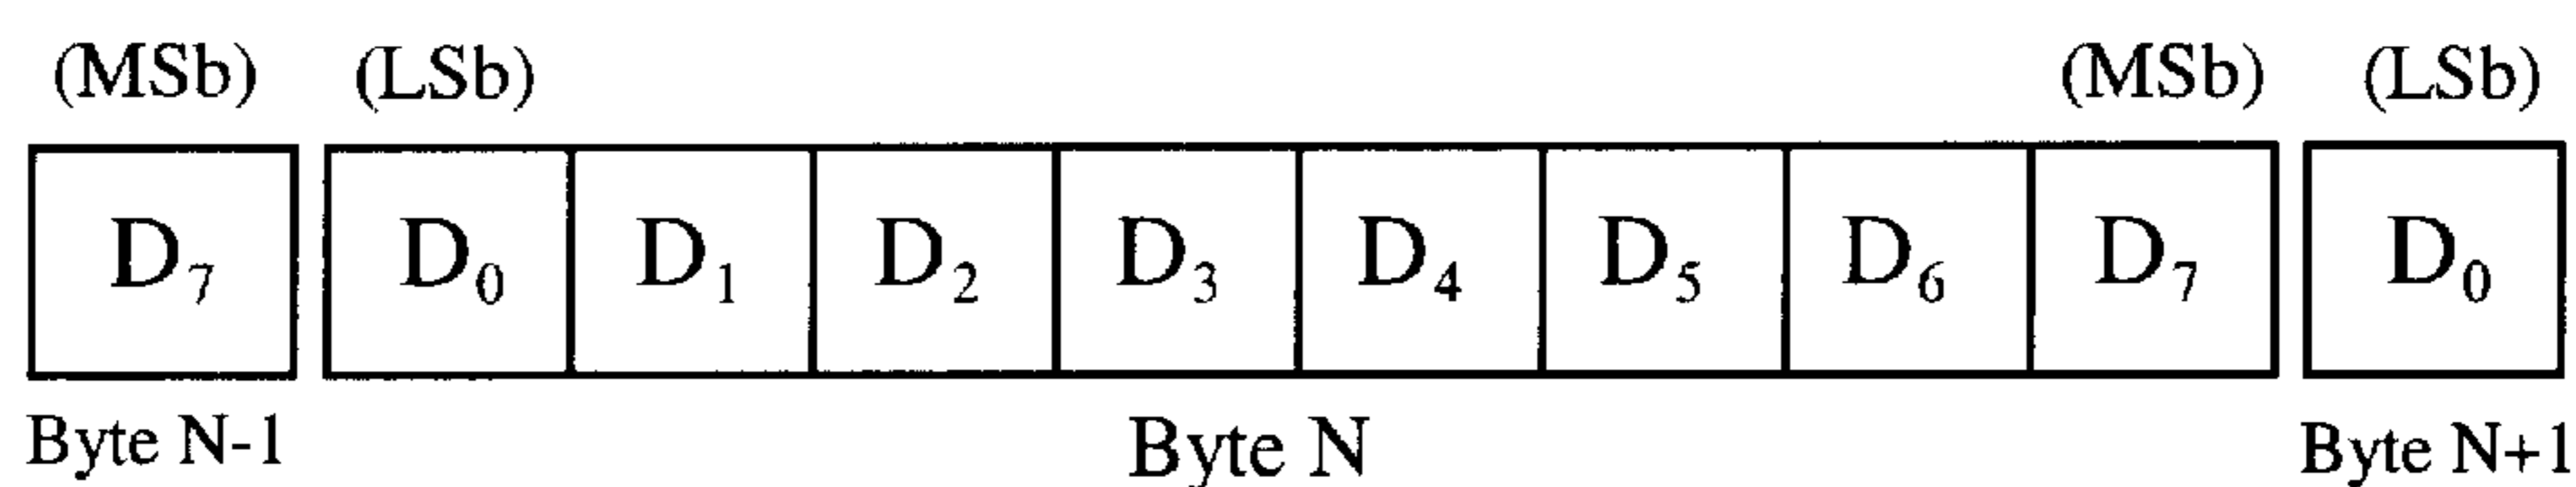 (MSb) (LSb) (MSb) (LSb)
D₇ D₀ D₁ D₂ D₃ D₄ D₅ D₆ D₇ D₀
Byte N-1 Byte N Byte N+1